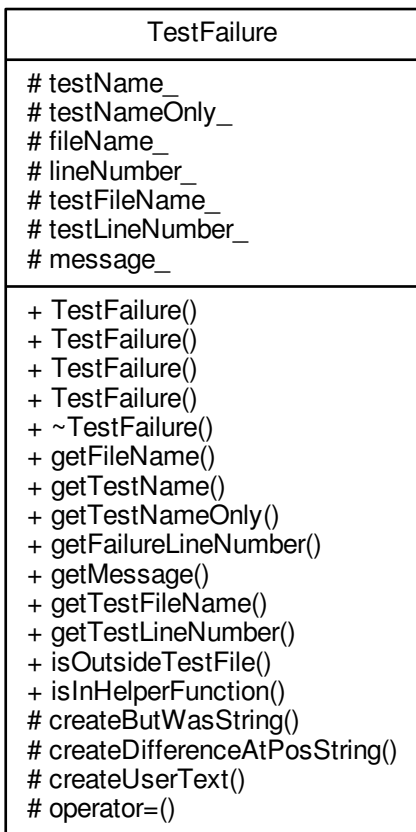 TestFailure
# testName_
# testNameOnly_
# fileName_
# lineNumber_
# testFileName_
# testLineNumber_
# message_
+ TestFailure()
+ TestFailure()
+ TestFailure()
+ TestFailure()
+ ~TestFailure()
+ getFileName()
+ getTestName()
+ getTestNameOnly()
+ getFailureLineNumber()
+ getMessage()
+ getTestFileName()
+ getTestLineNumber()
+ isOutsideTestFile()
+ isInHelperFunction()
# createButWasString()
# createDifferenceAtPosString()
# createUserText()
# operator=()